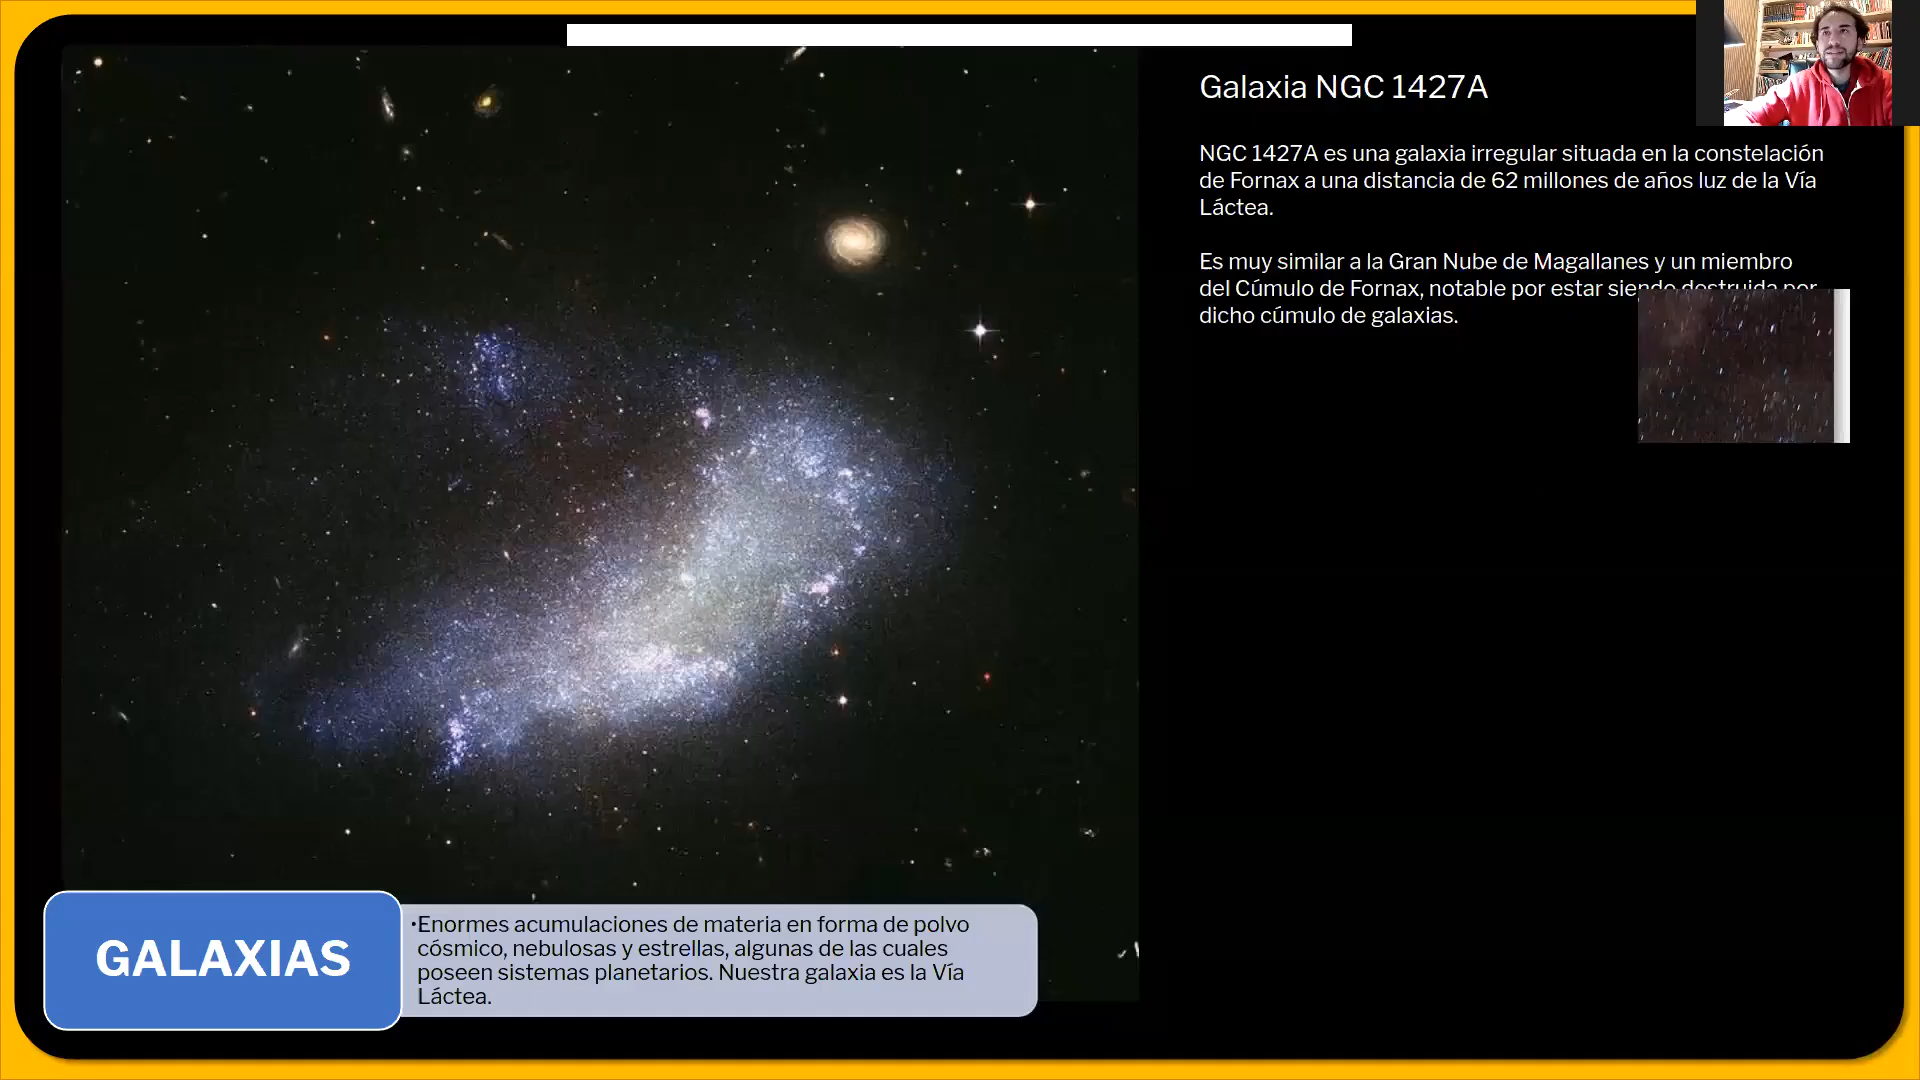 Galaxia NGC 1427A
NGC 1427A es una galaxia irregular situada en la constelación
de Fornax a una distancia de 62 millones de años luz de la Vía
Láctea.
Es muy similar a la Gran Nube de Magallanes y un miembro
del Cúmulo de Fornax, notable por estar siendo destruida por
dicho cúmulo de galaxias.
GALAXIAS
•Enormes acumulaciones de materia en forma de polvo
cósmico, nebulosas y estrellas, algunas de las cuales
poseen sistemas planetarios. Nuestra galaxia es la Vía
Láctea.